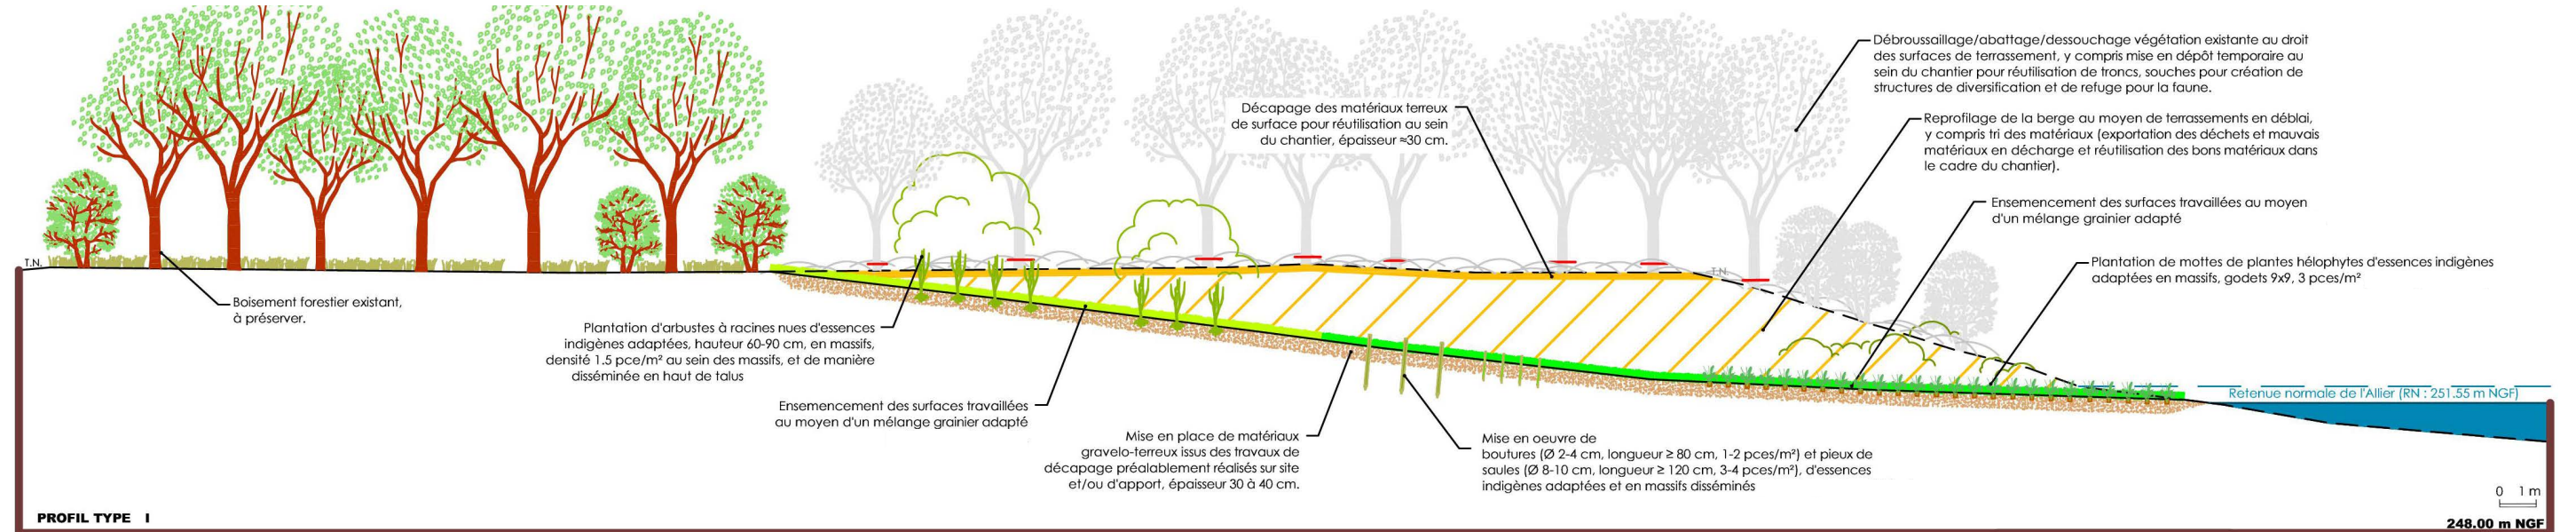 Débroussaillage/abattage/dessouchage végétation existante au droit
des surfaces de terrassement, y compris mise en dépôt temporaire au
sein du chantier pour réutilisation de troncs, souches pour création de
structures de diversification et de refuge pour la faune.
Décapage des matériaux terreux
de surface pour réutilisation au sein
du chantier, épaisseur ≈30 cm.
Reprofilage de la berge au moyen de terrassements en déblai,
y compris tri des matériaux (exportation des déchets et mauvais
matériaux en décharge et réutilisation des bons matériaux dans
le cadre du chantier).
Ensemencement des surfaces travaillées au moyen
d'un mélange grainier adapté
Plantation de mottes de plantes hélophytes d'essences indigènes
adaptées en massifs, godets 9x9, 3 pces/m²
T.N.
T.N.
Boisement forestier existant,
à préserver.
Plantation d'arbustes à racines nues d'essences
indigènes adaptées, hauteur 60-90 cm, en massifs,
densité 1.5 pce/m² au sein des massifs, et de manière
disséminée en haut de talus
Ensemencement des surfaces travaillées
au moyen d'un mélange grainier adapté
Mise en place de matériaux
gravelo-terreux issus des travaux de
décapage préalablement réalisés sur site
et/ou d'apport, épaisseur 30 à 40 cm.
Mise en oeuvre de
boutures (Ø 2-4 cm, longueur ≥ 80 cm, 1-2 pces/m²) et pieux de
saules (Ø 8-10 cm, longueur ≥ 120 cm, 3-4 pces/m²), d'essences
indigènes adaptées et en massifs disséminés
Retenue normale de l'Allier (RN : 251.55 m NGF)
0 1 m
PROFIL TYPE I
248.00 m NGF